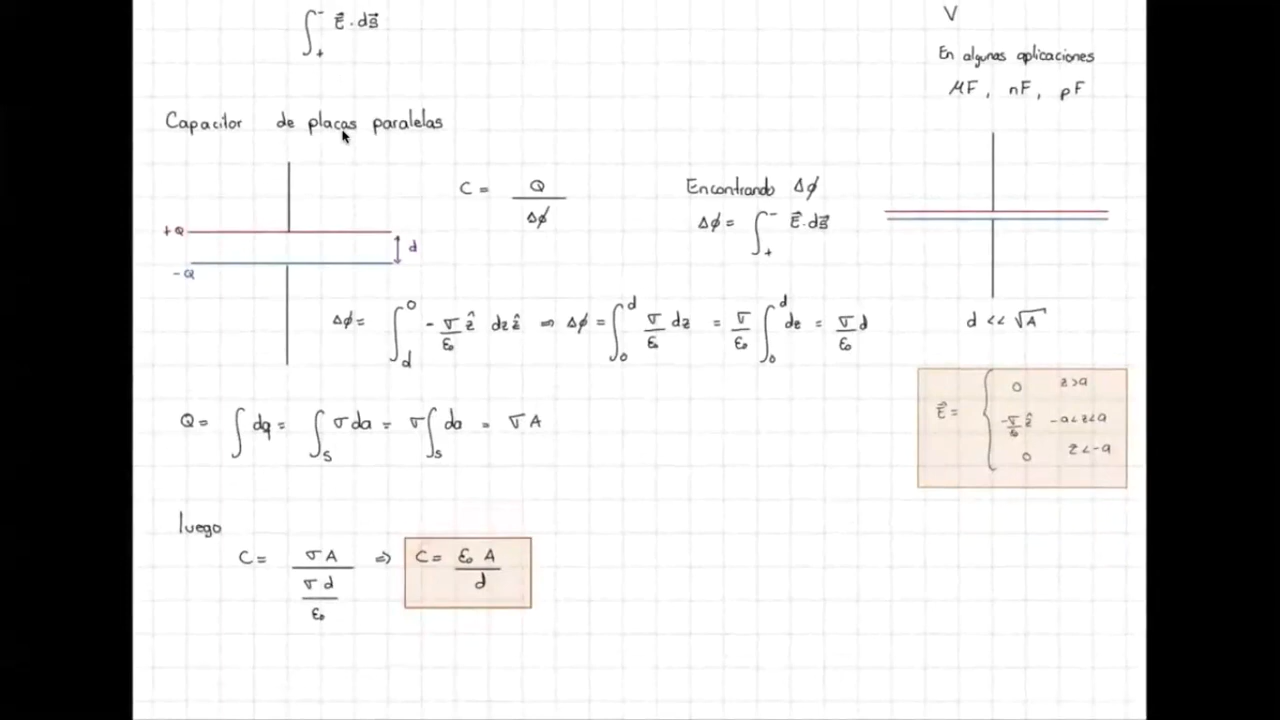 ∫₊⁻ E⃗·ds⃗
V
En algunas aplicaciones
μF, nF, pF
Capacitor de placas paralelas
C = Q / Δϕ
Encontrando Δϕ
Δϕ = ∫₊⁻ E⃗·ds⃗
+Q
d
-Q
Δϕ = ∫_d^0 -σ/ε₀ ẑ dz ẑ ⇒ Δϕ = ∫_0^d σ/ε₀ dz = σ/ε₀ ∫_0^d dz = σd/ε₀
d << √A
E⃗ = { 0 z>a
-σ/ε₀ ẑ -a<z<a
0 z<-a
Q = ∫ dq = ∫_S σ da = σ ∫_S da = σ A
luego
C = σA / (σd/ε₀) ⇒ C = ε₀ A / d